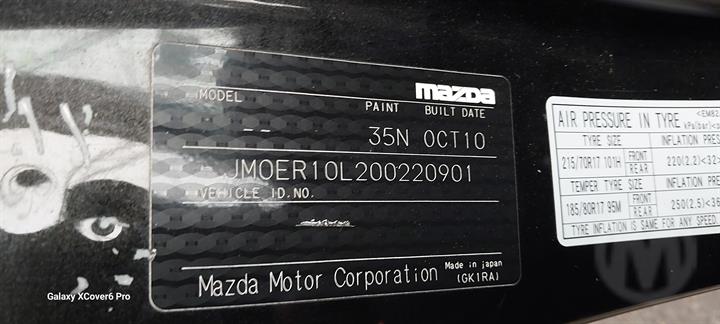 mazda
MODEL PAINT BUILT DATE
-- 35N OCT10
JM0ER10L200220901
VEHICLE ID.NO.
Mazda Motor Corporation Made in japan
(GK1RA)
AIR PRESSURE IN TYRE <EM82
kPa(bar)
TYRE SIZE INFLATION PRES
215/70R17 101H FRONT REAR 220(2.2)<32
TEMPER TYRE SIZE INFLATION PRES
185/80R17 95M FRONT REAR 250(2.5)<36
TYRE INFLATION IS SAME FOR ANY SPEED
Galaxy XCover6 Pro
M